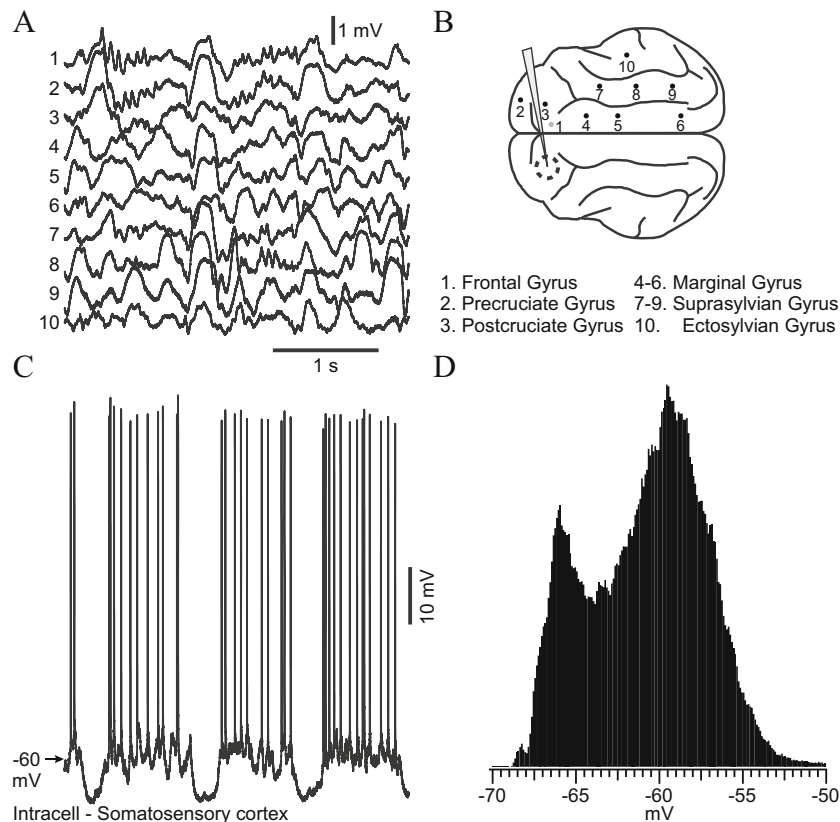 A
1 mV
1
2
3
4
5
6
7
8
9
10
1 s
B
10
7 8 9
2 3
1 4 5 6
1. Frontal Gyrus 4-6. Marginal Gyrus
2. Precruciate Gyrus 7-9. Suprasylvian Gyrus
3. Postcruciate Gyrus 10. Ectosylvian Gyrus
C
10 mV
-60
mV
Intracell - Somatosensory cortex
D
-70 -65 -60 -55 -50
mV